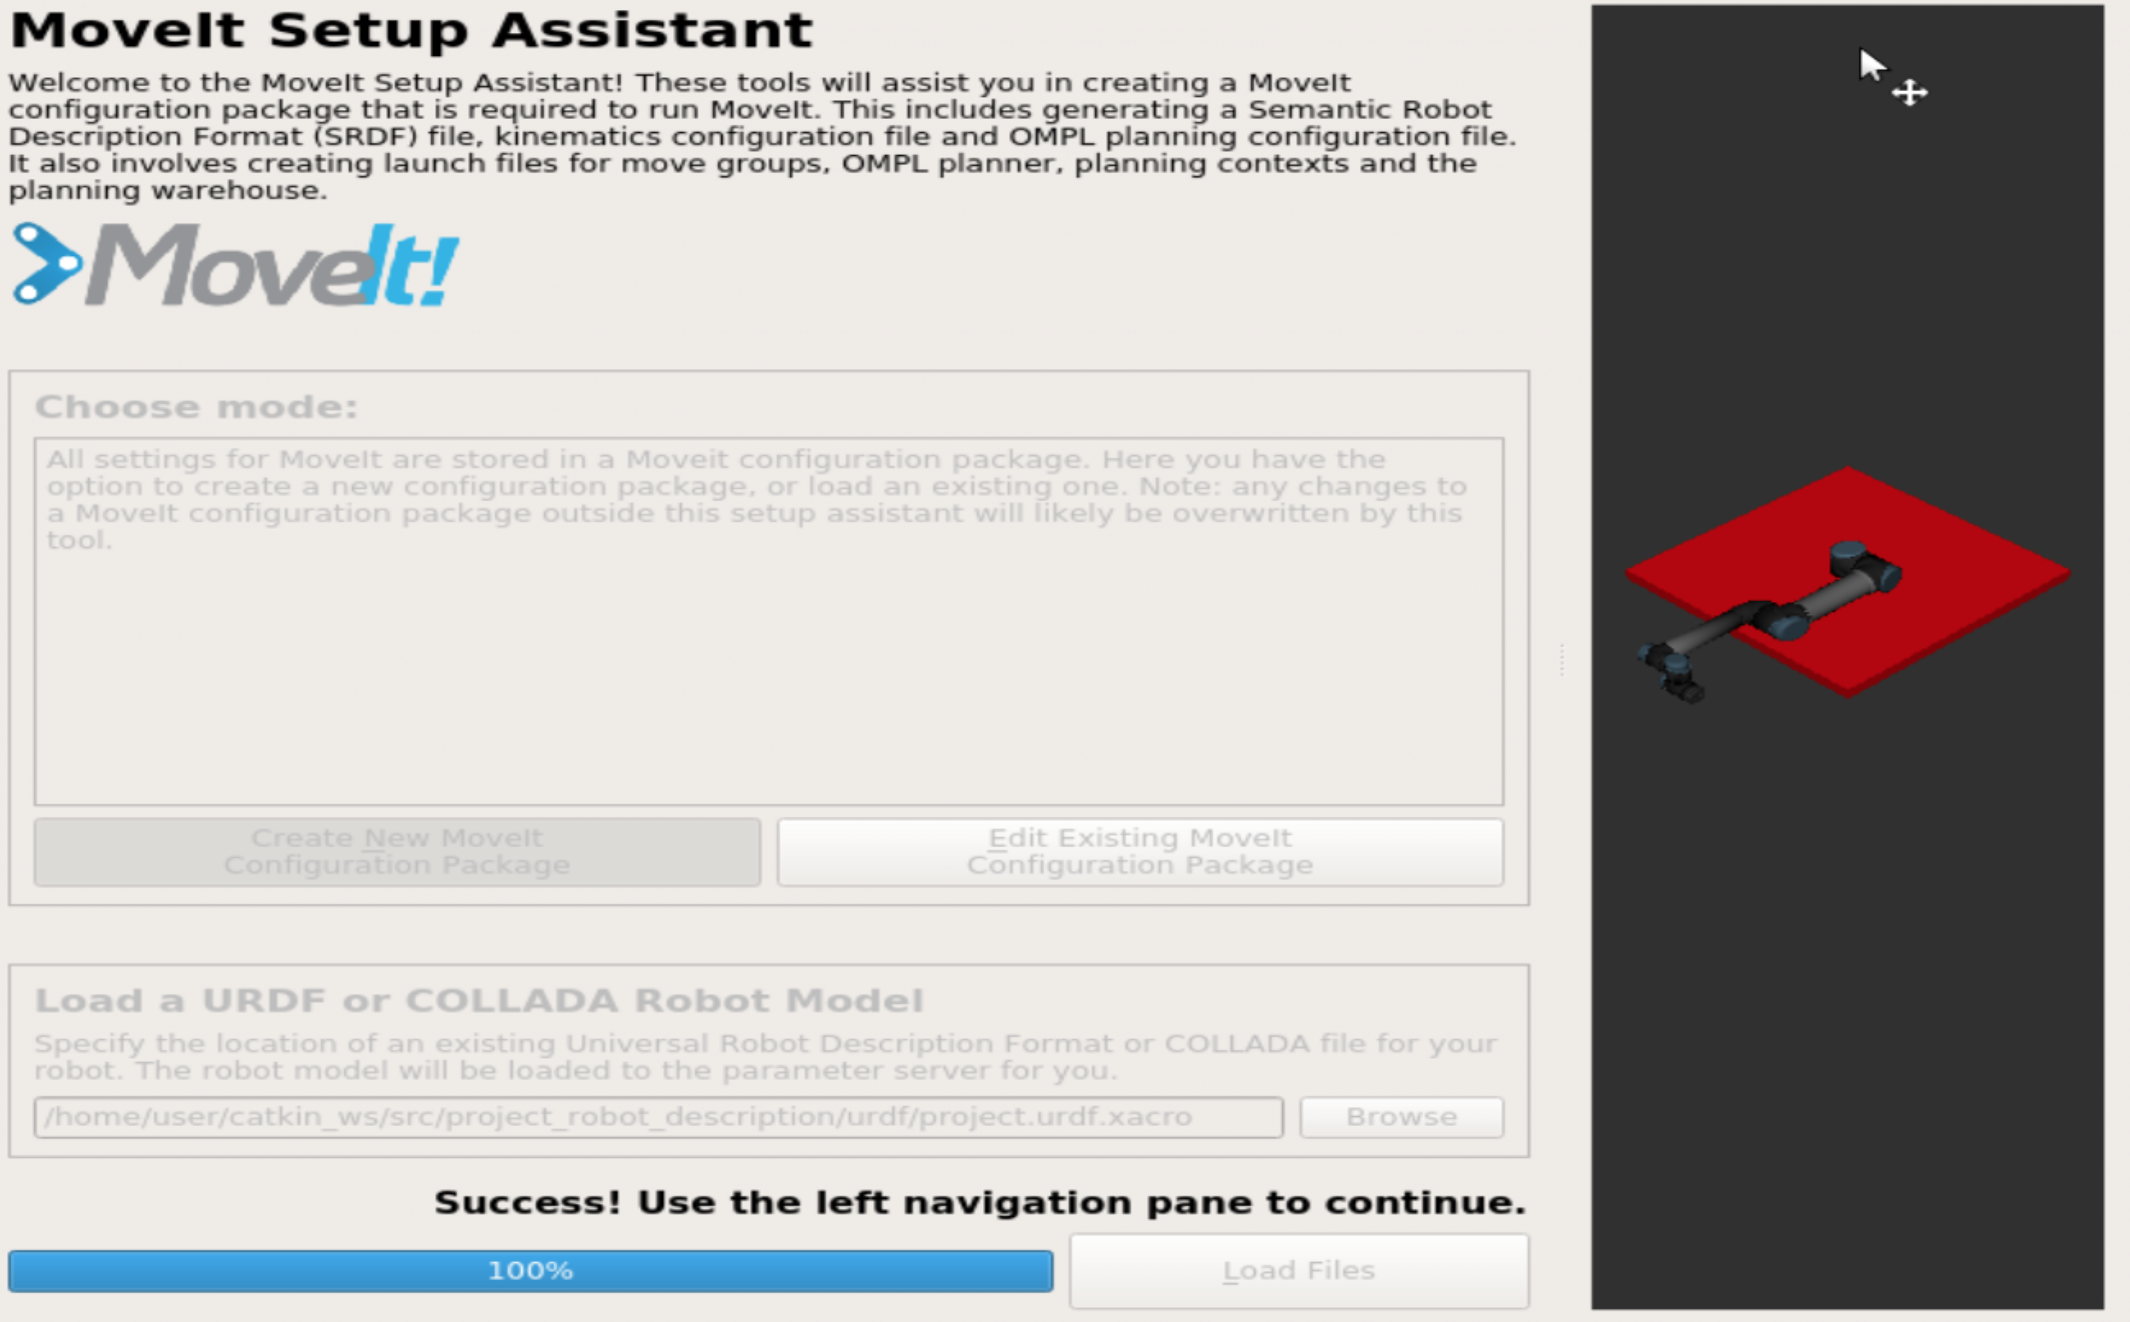 MoveIt Setup Assistant
Welcome to the MoveIt Setup Assistant! These tools will assist you in creating a MoveIt
configuration package that is required to run MoveIt. This includes generating a Semantic Robot
Description Format (SRDF) file, kinematics configuration file and OMPL planning configuration file.
It also involves creating launch files for move groups, OMPL planner, planning contexts and the
planning warehouse.
MoveIt!
Choose mode:
All settings for MoveIt are stored in a Moveit configuration package. Here you have the
option to create a new configuration package, or load an existing one. Note: any changes to
a MoveIt configuration package outside this setup assistant will likely be overwritten by this
tool.
Create New MoveIt
Configuration Package
Edit Existing MoveIt
Configuration Package
Load a URDF or COLLADA Robot Model
Specify the location of an existing Universal Robot Description Format or COLLADA file for your
robot. The robot model will be loaded to the parameter server for you.
/home/user/catkin_ws/src/project_robot_description/urdf/project.urdf.xacro
Browse
Success! Use the left navigation pane to continue.
100%
Load Files